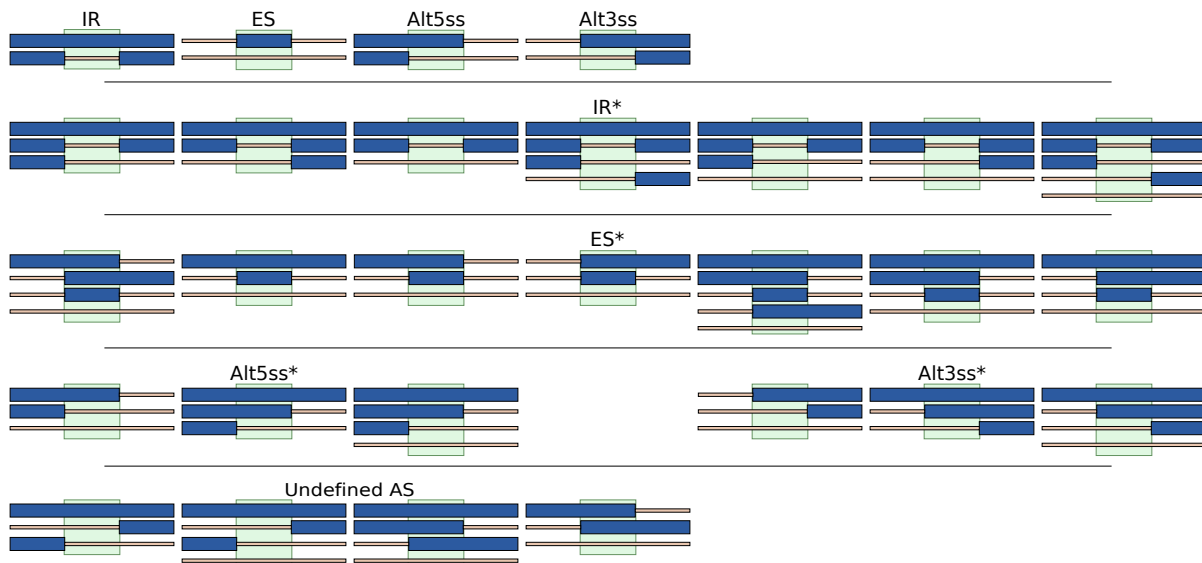 IR ES Alt5ss Alt3ss
IR*
ES*
Alt5ss* Alt3ss*
Undefined AS